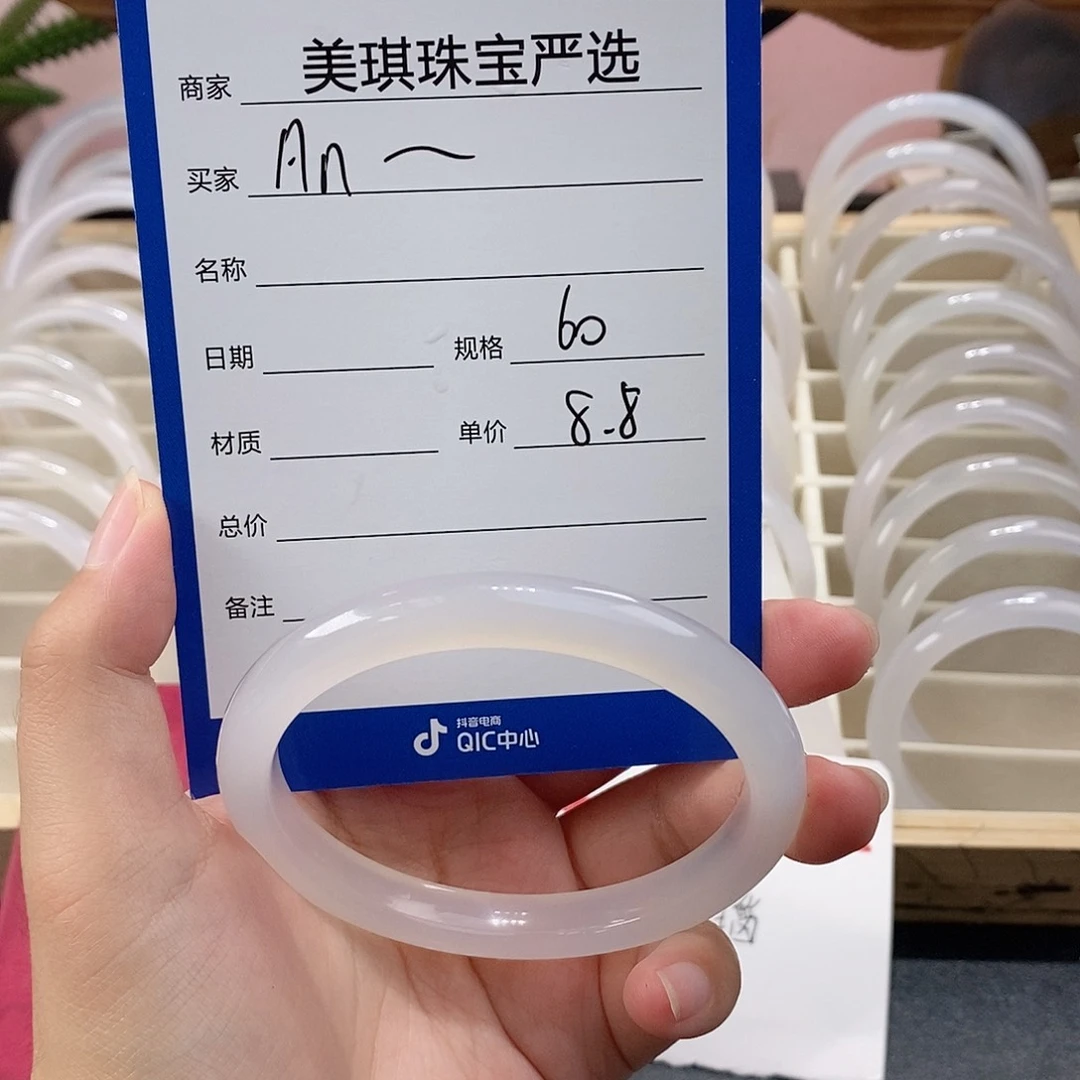 商家 美琪珠宝严选
买家 An ~
名称
日期 规格 60
材质 单价 8.8
总价
备注
抖音电商
QIC中心